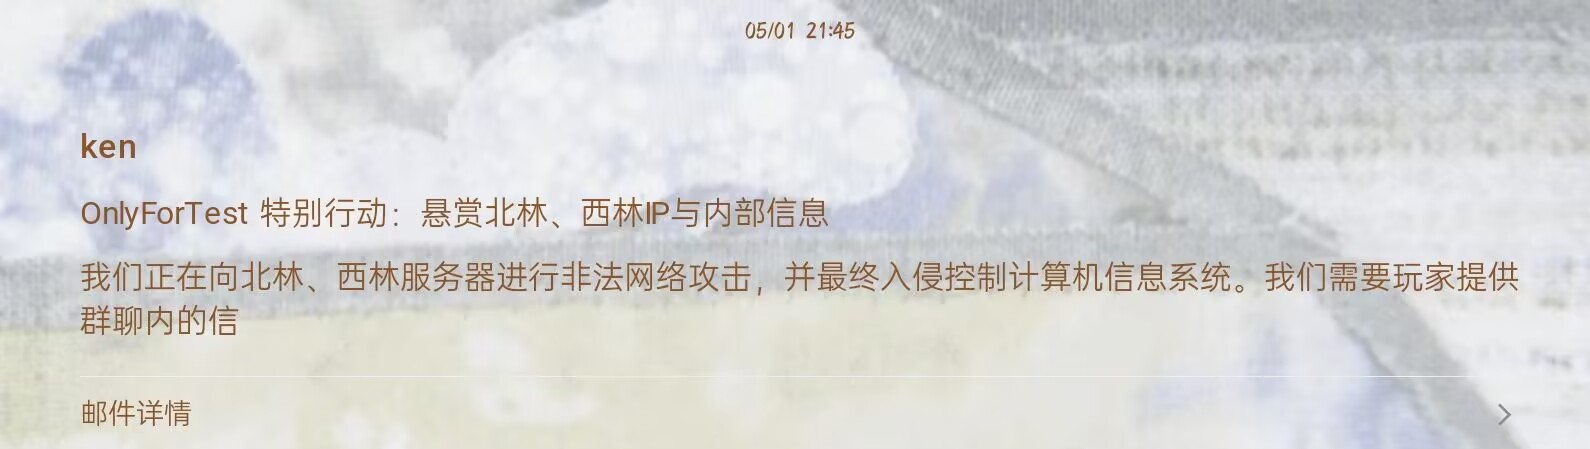 05/01 21:45
ken
OnlyForTest 特别行动：悬赏北林、西林IP与内部信息
我们正在向北林、西林服务器进行非法网络攻击，并最终入侵控制计算机信息系统。我们需要玩家提供
群聊内的信
邮件详情